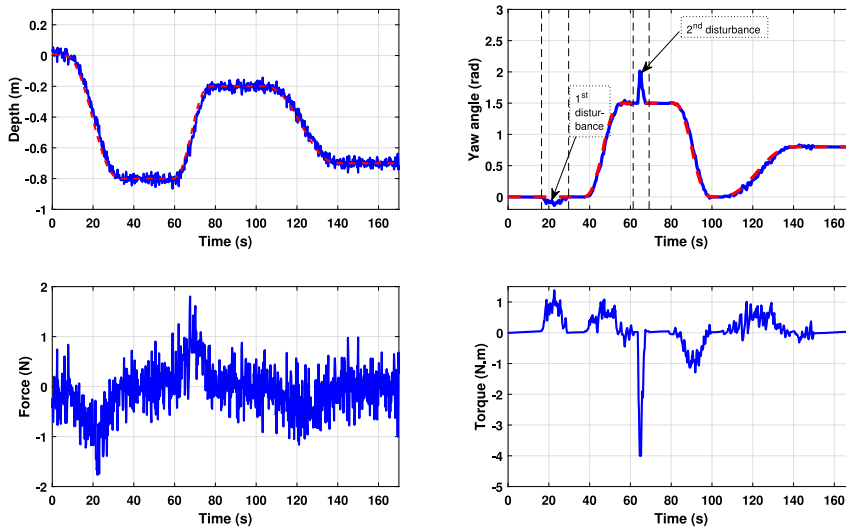 0.2
0
-0.2
-0.4
-0.6
-0.8
-1
Depth (m)
0 20 40 60 80 100 120 140 160
Time (s)
3
2.5
2
1.5
1
0.5
0
Yaw angle (rad)
1st
distur-
bance
2nd disturbance
0 20 40 60 80 100 120 140 160
Time (s)
2
1
0
-1
-2
Force (N)
0 20 40 60 80 100 120 140 160
Time (s)
1
0
-1
-2
-3
-4
-5
Torque (N.m)
0 20 40 60 80 100 120 140 160
Time (s)